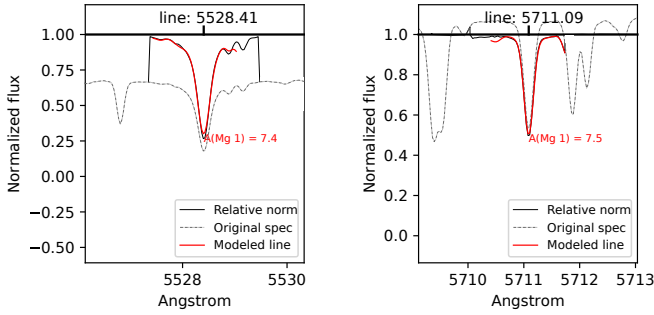 line: 5528.41
1.00
0.75
0.50
0.25
0.00
−0.25
−0.50
Normalized flux
A(Mg 1) = 7.4
Relative norm
Original spec
Modeled line
5528
5530
Angstrom
line: 5711.09
1.0
0.8
0.6
0.4
0.2
0.0
Normalized flux
A(Mg 1) = 7.5
Relative norm
Original spec
Modeled line
5710
5711
5712
5713
Angstrom